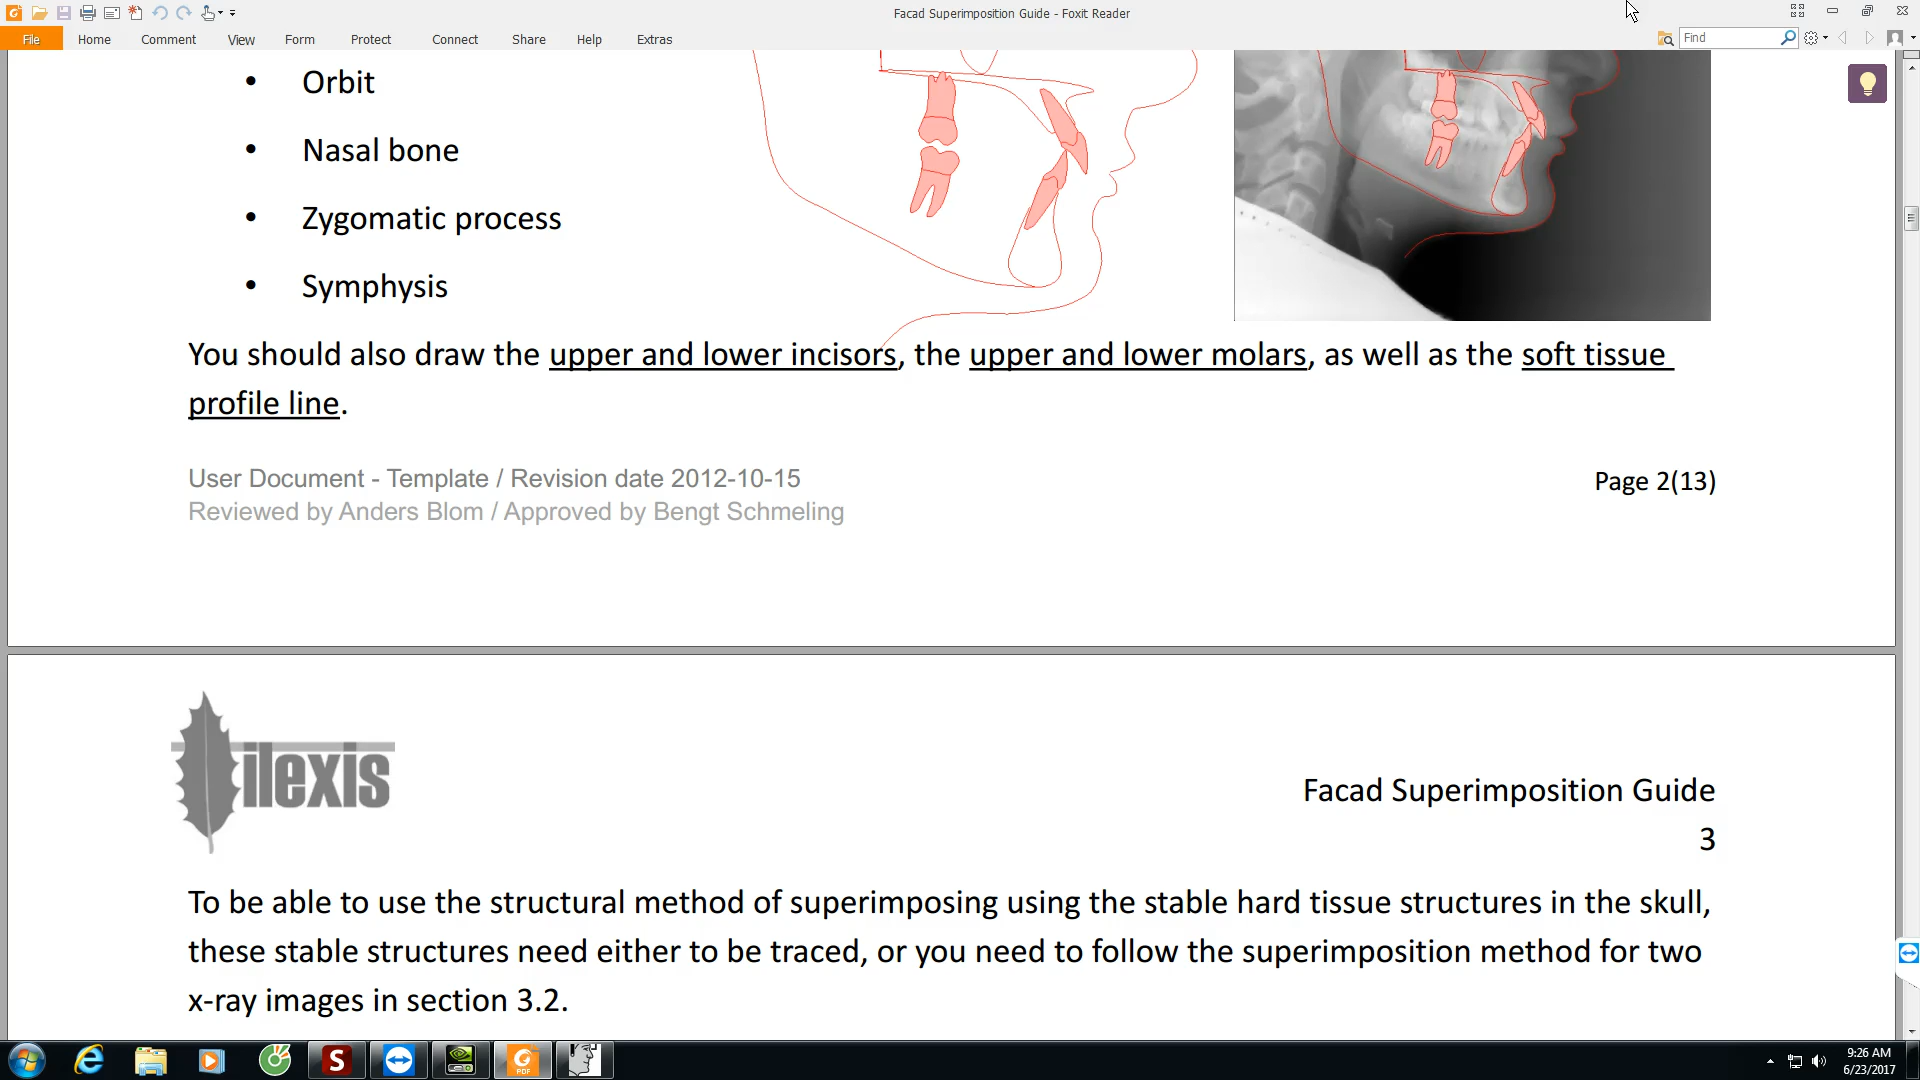 Facad Superimposition Guide - Foxit Reader
File Home Comment View Form Protect Connect Share Help Extras
Find
• Orbit
• Nasal bone
• Zygomatic process
• Symphysis
You should also draw the upper and lower incisors, the upper and lower molars, as well as the soft tissue
profile line.
User Document - Template / Revision date 2012-10-15
Page 2(13)
Reviewed by Anders Blom / Approved by Bengt Schmeling
ilexis
Facad Superimposition Guide
3
To be able to use the structural method of superimposing using the stable hard tissue structures in the skull,
these stable structures need either to be traced, or you need to follow the superimposition method for two
x-ray images in section 3.2.
S
PDF
9:26 AM
6/23/2017